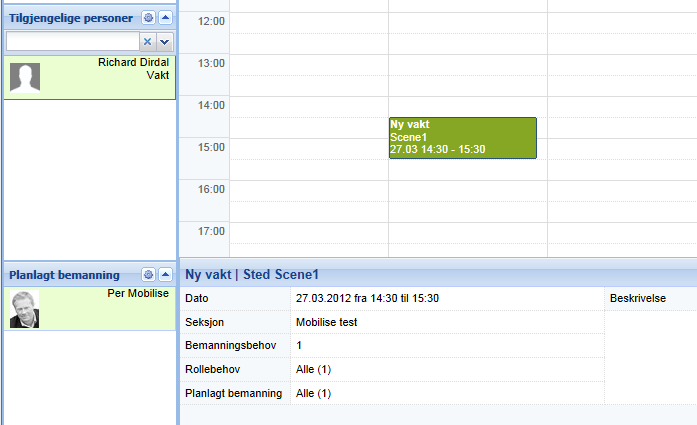 Tilgjengelige personer
Richard Dirdal
Vakt
12:00
13:00
14:00
15:00
16:00
17:00
Ny vakt
Scene1
27.03 14:30 - 15:30
Planlagt bemanning
Per Mobilise
Ny vakt | Sted Scene1
Dato 27.03.2012 fra 14:30 til 15:30 Beskrivelse
Seksjon Mobilise test
Bemanningsbehov 1
Rollebehov Alle (1)
Planlagt bemanning Alle (1)